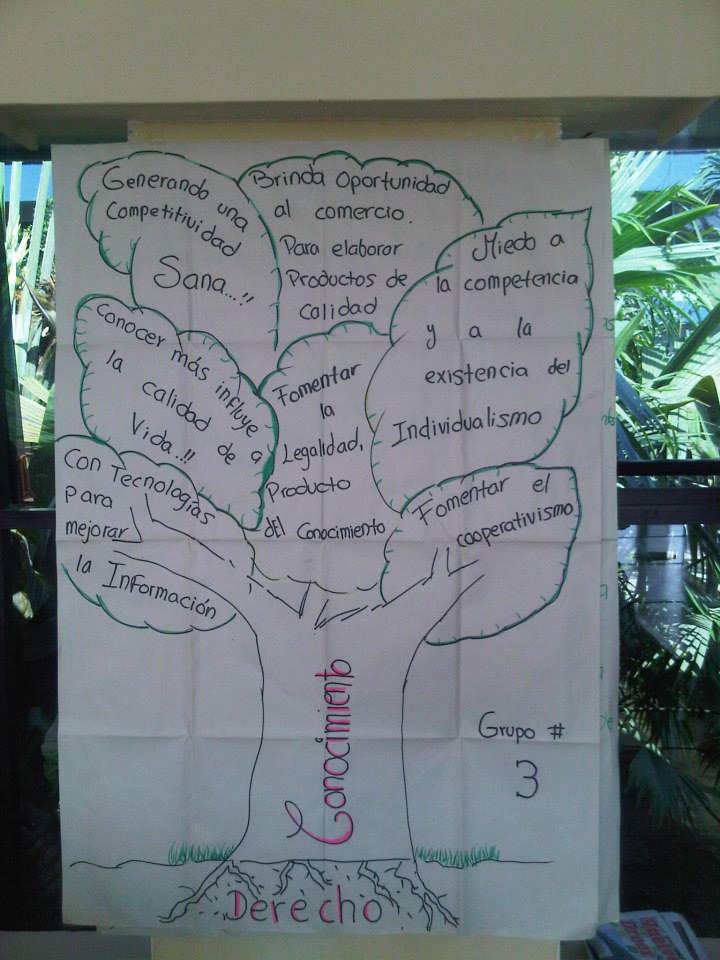 Generando una
Competitividad
Sana...!!
Brinda Oportunidad
al comercio.
Para elaborar
Productos de
calidad
Miedo a
la competencia
y a la
existencia del
Individualismo
Conocer más influye a
la calidad de
Vida..!!
Fomentar
la
Legalidad,
Producto
del Conocimiento
Con Tecnologías
para
mejorar
la Información
Fomentar el
cooperativismo
Conocimiento
Grupo #
3
Derecho